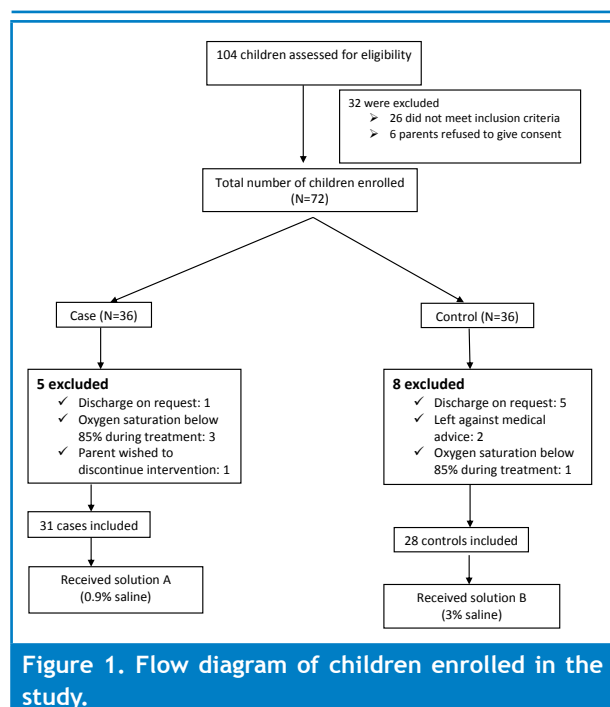 104 children assessed for eligibility
32 were excluded
➢ 26 did not meet inclusion criteria
➢ 6 parents refused to give consent
Total number of children enrolled
(N=72)
Case (N=36)
Control (N=36)
5 excluded
✓ Discharge on request: 1
✓ Oxygen saturation below
85% during treatment: 3
✓ Parent wished to
discontinue intervention: 1
8 excluded
✓ Discharge on request: 5
✓ Left against medical
advice: 2
✓ Oxygen saturation below
85% during treatment: 1
31 cases included
28 controls included
Received solution A
(0.9% saline)
Received solution B
(3% saline)
Figure 1. Flow diagram of children enrolled in the
study.